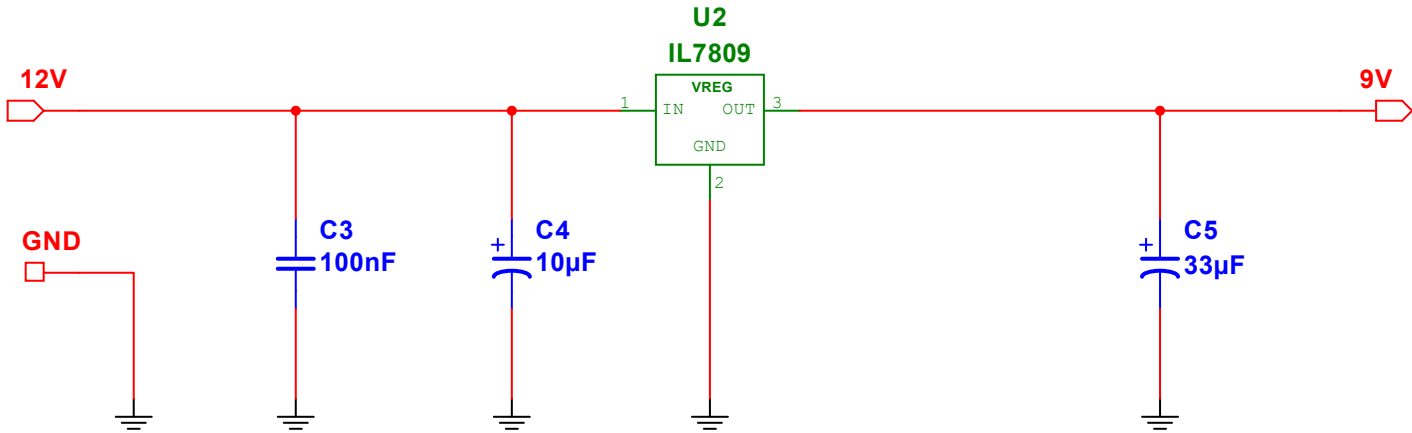 U2
IL7809
12V
VREG
9V
1
IN
OUT
3
GND
2
C3
100nF
+
C4
10µF
+
C5
33µF
GND